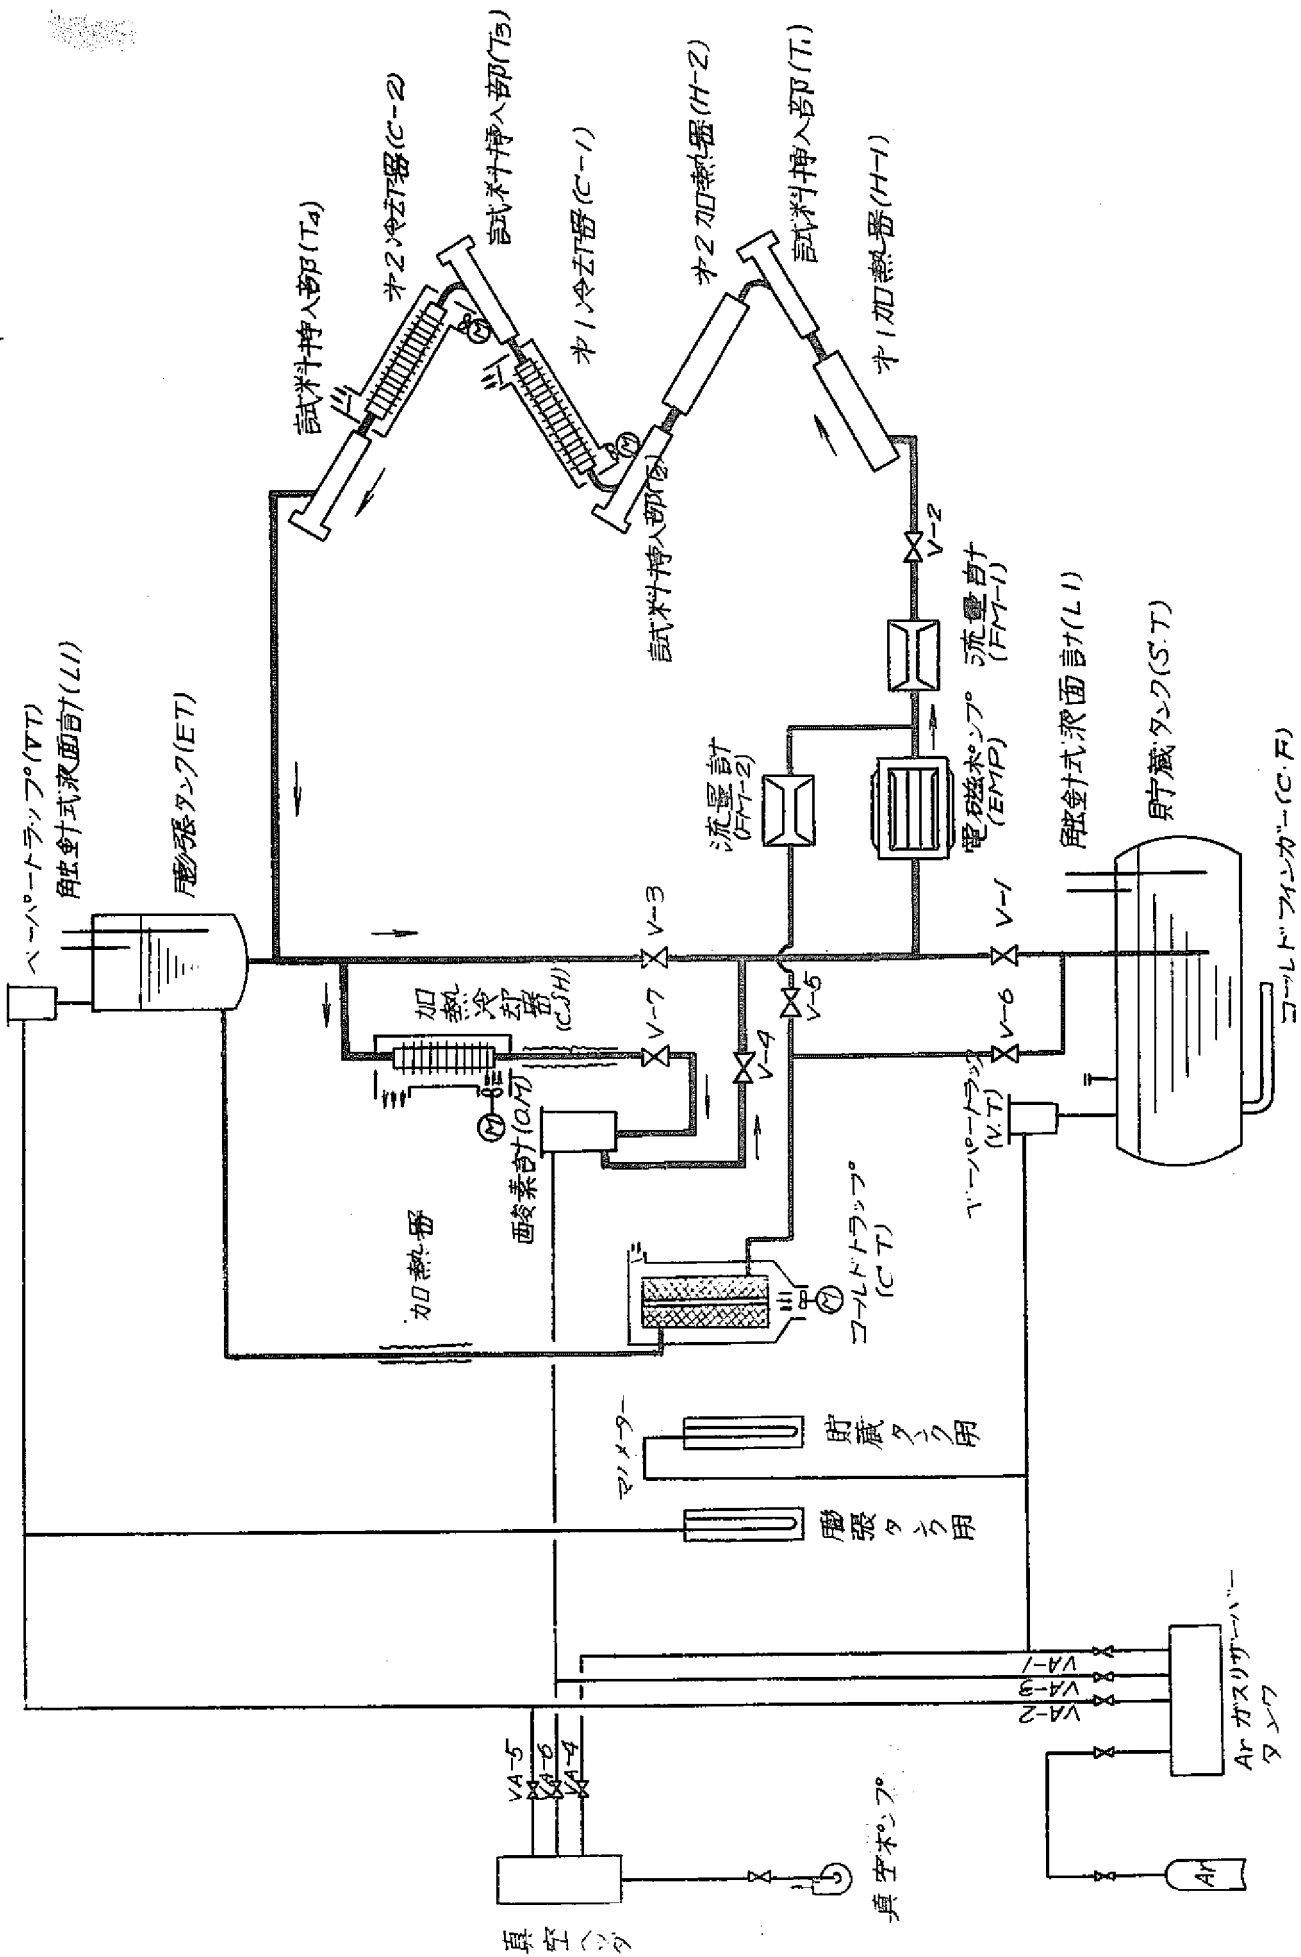 ベーパートラップ(VT)
触針式液面計(LI)
膨張タンク(ET)
試料挿入部(T4)
第2冷却器(C-2)
試料挿入部(T3)
第1冷却器(C-1)
第2加熱器(H-2)
試料挿入部(T1)
第1加熱器(H-1)
試料挿入部(T2)
V-2
流量計
(FM-1)
流量計
(FM-2)
電磁ポンプ
(EMP)
触針式液面計(LI)
貯蔵タンク(S.T)
コールドフィンガー(C.F)
V-3
V-1
V-5
V-6
V-7
V-4
加熱冷却器
(CSH)
M
M
M
M
酸素計(OM)
加熱器
コールドトラップ
(CT)
ベーパートラップ
(V.T)
マノメーター
貯蔵タンク用
膨張タンク用
VA-1
VA-3
VA-2
VA-5
VA-6
VA-4
Arガスリザーバー
タンク
Ar
真空ポンプ
真空ヘッダ